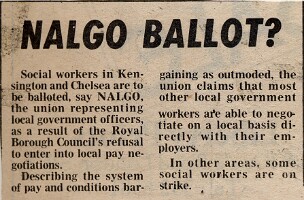 NALGO BALLOT?
Social workers in Ken-
sington and Chelsea are to
be balloted, say NALGO,
the union representing
local government officers,
as a result of the Royal
Borough Council's refusal
to enter into local pay ne-
gotiations.
Describing the system
of pay and conditions bar-
gaining as outmoded, the
union claims that most
other local government
workers are able to nego-
tiate on a local basis di-
rectly with their em-
ployers.
In other areas, some
social workers are on
strike.